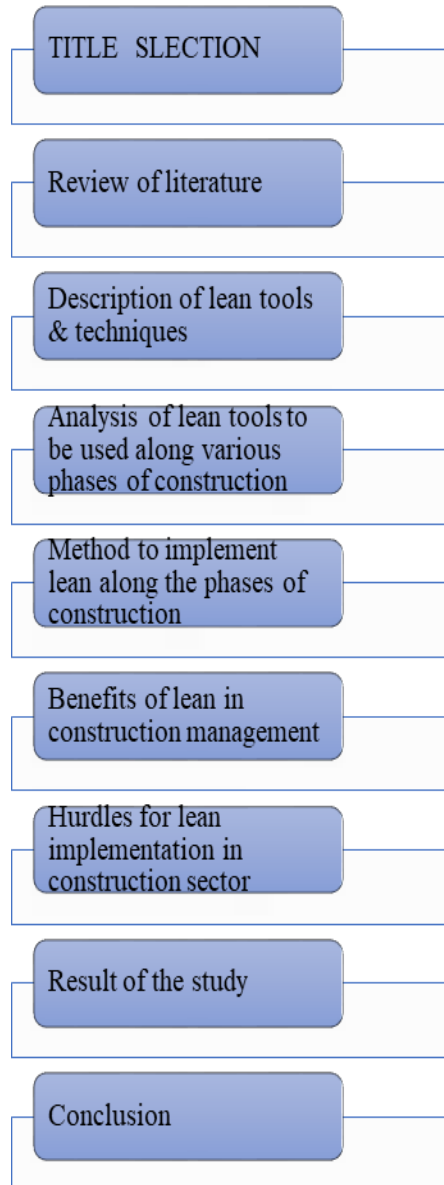 TITLE SLECTION
Review of literature
Description of lean tools
& techniques
Analysis of lean tools to
be used along various
phases of construction
Method to implement
lean along the phases of
construction
Benefits of lean in
construction management
Hurdles for lean
implementation in
construction sector
Result of the study
Conclusion